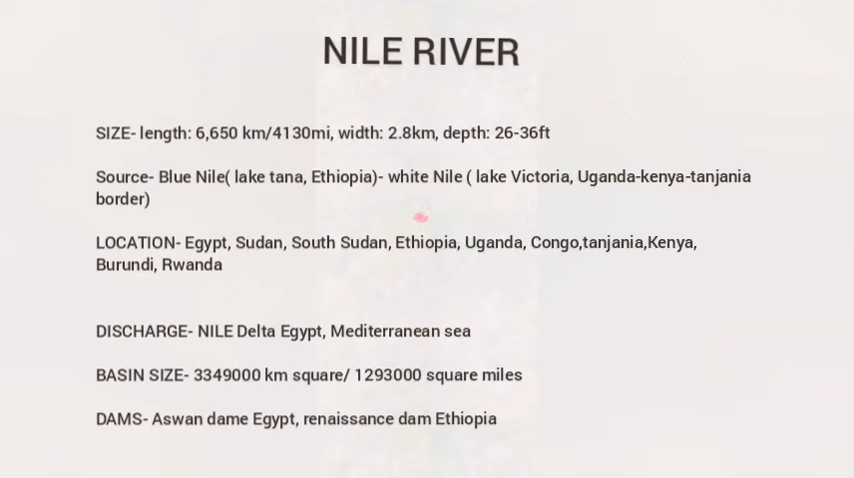 NILE RIVER
SIZE- length: 6,650 km/4130mi, width: 2.8km, depth: 26-36ft
Source- Blue Nile( lake tana, Ethiopia)- white Nile ( lake Victoria, Uganda-kenya-tanjania
border)
LOCATION- Egypt, Sudan, South Sudan, Ethiopia, Uganda, Congo,tanjania,Kenya,
Burundi, Rwanda
DISCHARGE- NILE Delta Egypt, Mediterranean sea
BASIN SIZE- 3349000 km square/ 1293000 square miles
DAMS- Aswan dame Egypt, renaissance dam Ethiopia